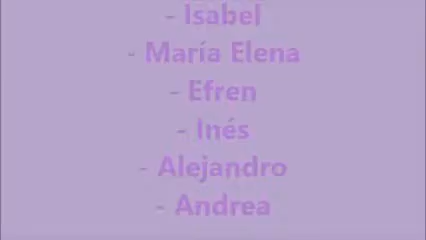 - Isabel
- María Elena
- Efren
- Inés
- Alejandro
- Andrea